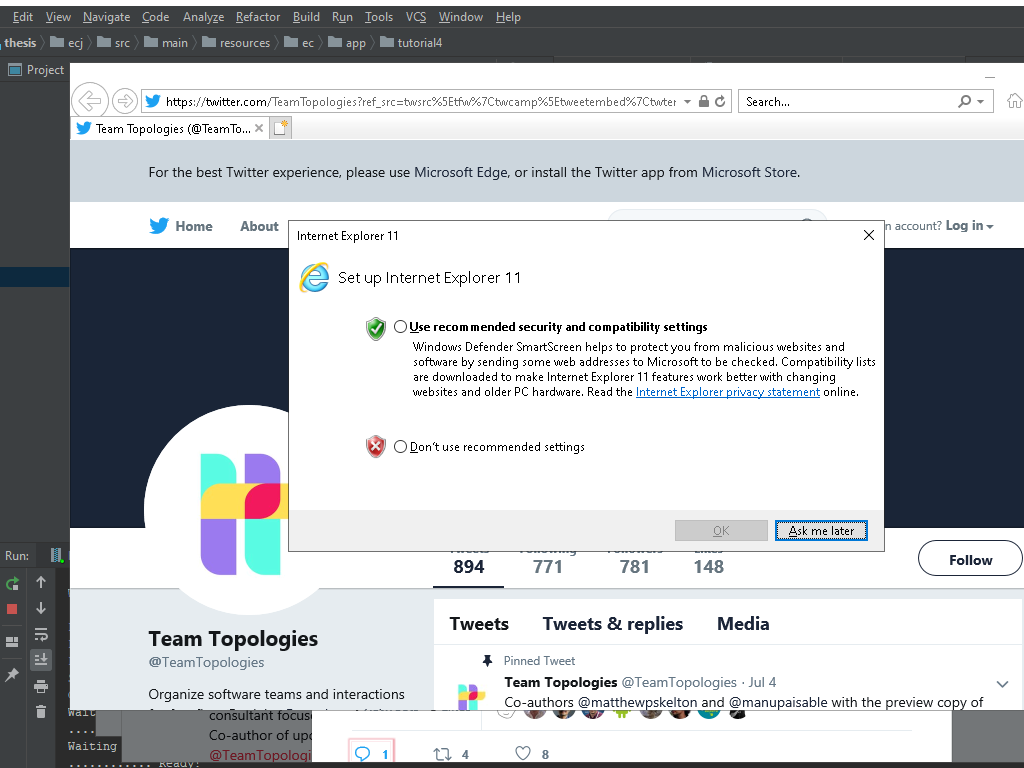 Edit View Navigate Code Analyze Refactor Build Run Tools VCS Window Help
thesis ecj src main resources ec app tutorial4
Project
https://twitter.com/TeamTopologies?ref_src=twsrc%5Etfw%7Ctwcamp%5Etweetembed%7Ctwter
Search...
Team Topologies (@TeamTo...
For the best Twitter experience, please use Microsoft Edge, or install the Twitter app from Microsoft Store.
Home About
n account? Log in
Internet Explorer 11
Set up Internet Explorer 11
Use recommended security and compatibility settings
Windows Defender SmartScreen helps to protect you from malicious websites and
software by sending some web addresses to Microsoft to be checked. Compatibility lists
are downloaded to make Internet Explorer 11 features work better with changing
websites and older PC hardware. Read the Internet Explorer privacy statement online.
Don't use recommended settings
OK Ask me later
Run:
Tweets Following Followers Likes
894 771 781 148
Follow
Team Topologies
@TeamTopologies
Organize software teams and interactions
Tweets Tweets & replies Media
Pinned Tweet
Team Topologies @TeamTopologies · Jul 4
Co-authors @matthewpskelton and @manupaisable with the preview copy of
Wait
consultant focuse
....
Co-author of up
Waiting
@TeamTopologi
1 4 8
............ Ready!